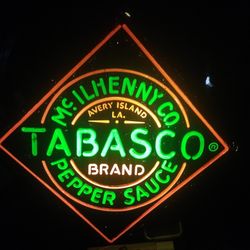 McILHENNY CO.
AVERY ISLAND
LA.
TABASCO®
BRAND
PEPPER SAUCE